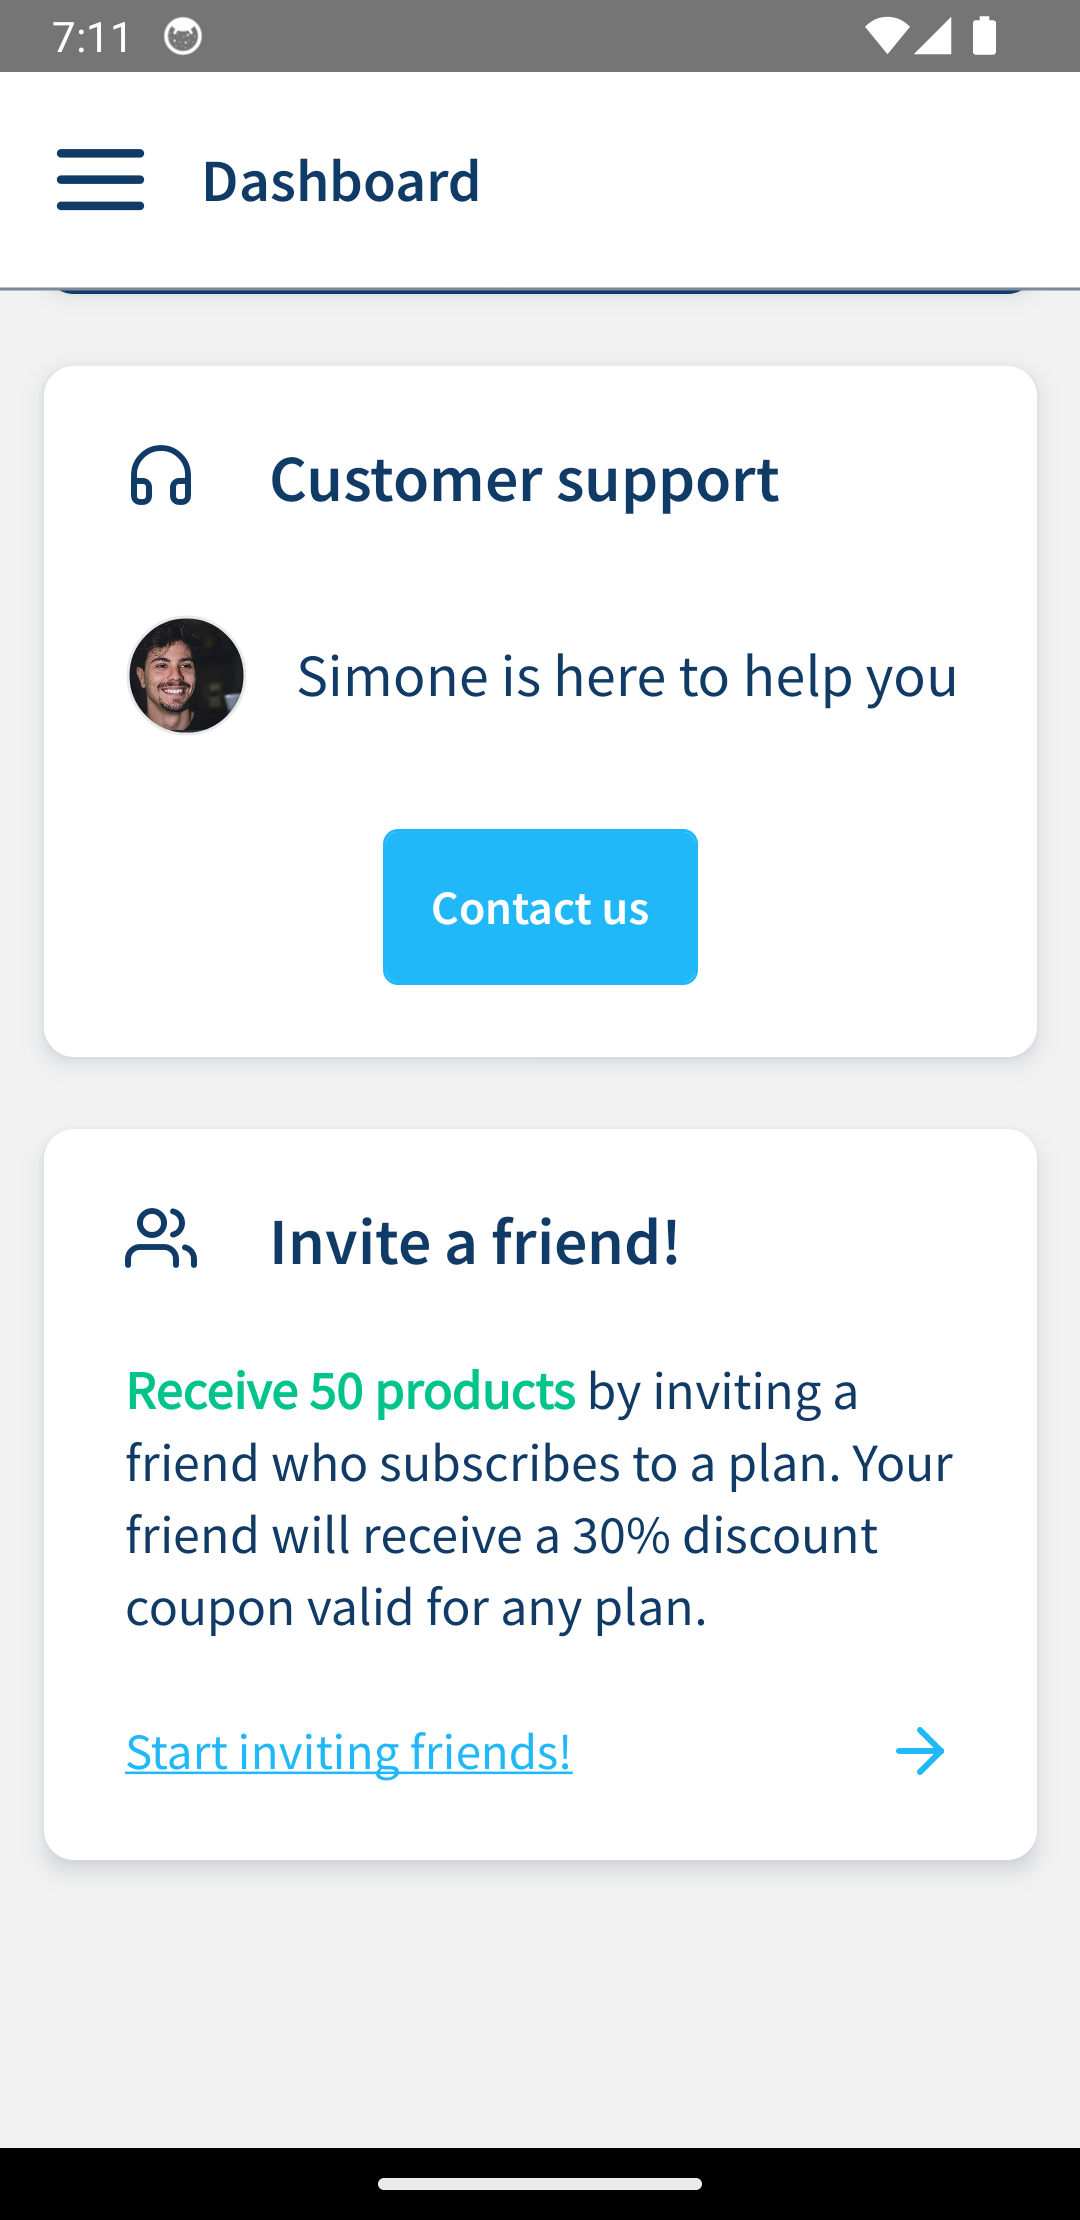 7:11
Dashboard
Customer support
Simone is here to help you
Contact us
Invite a friend!
Receive 50 products by inviting a
friend who subscribes to a plan. Your
friend will receive a 30% discount
coupon valid for any plan.
Start inviting friends!